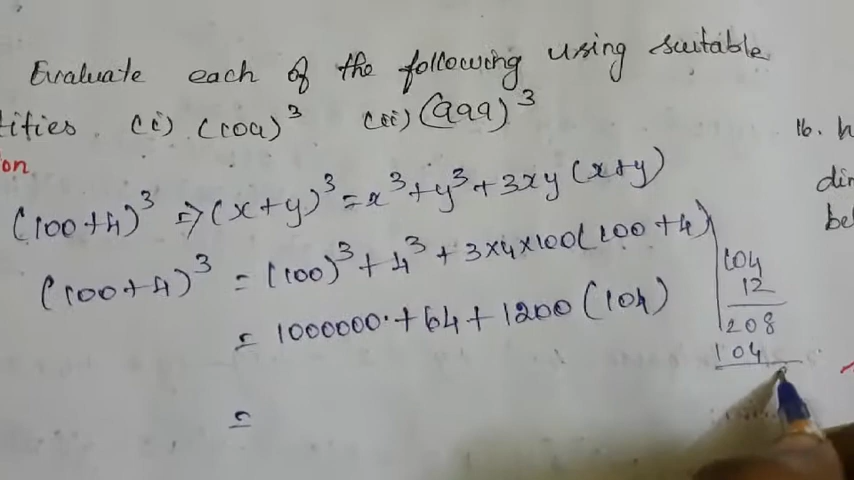 Evaluate each of the following using suitable
tities. (i) (104)³ (ii) (999)³
on
(100+4)³ => (x+y)³ = x³+y³+3xy (x+y)
(100+4)³ = (100)³+4³+3×4×100(100+4)
= 1000000+64+1200 (104)
=
104
12
208
104
16. h
dir
bel